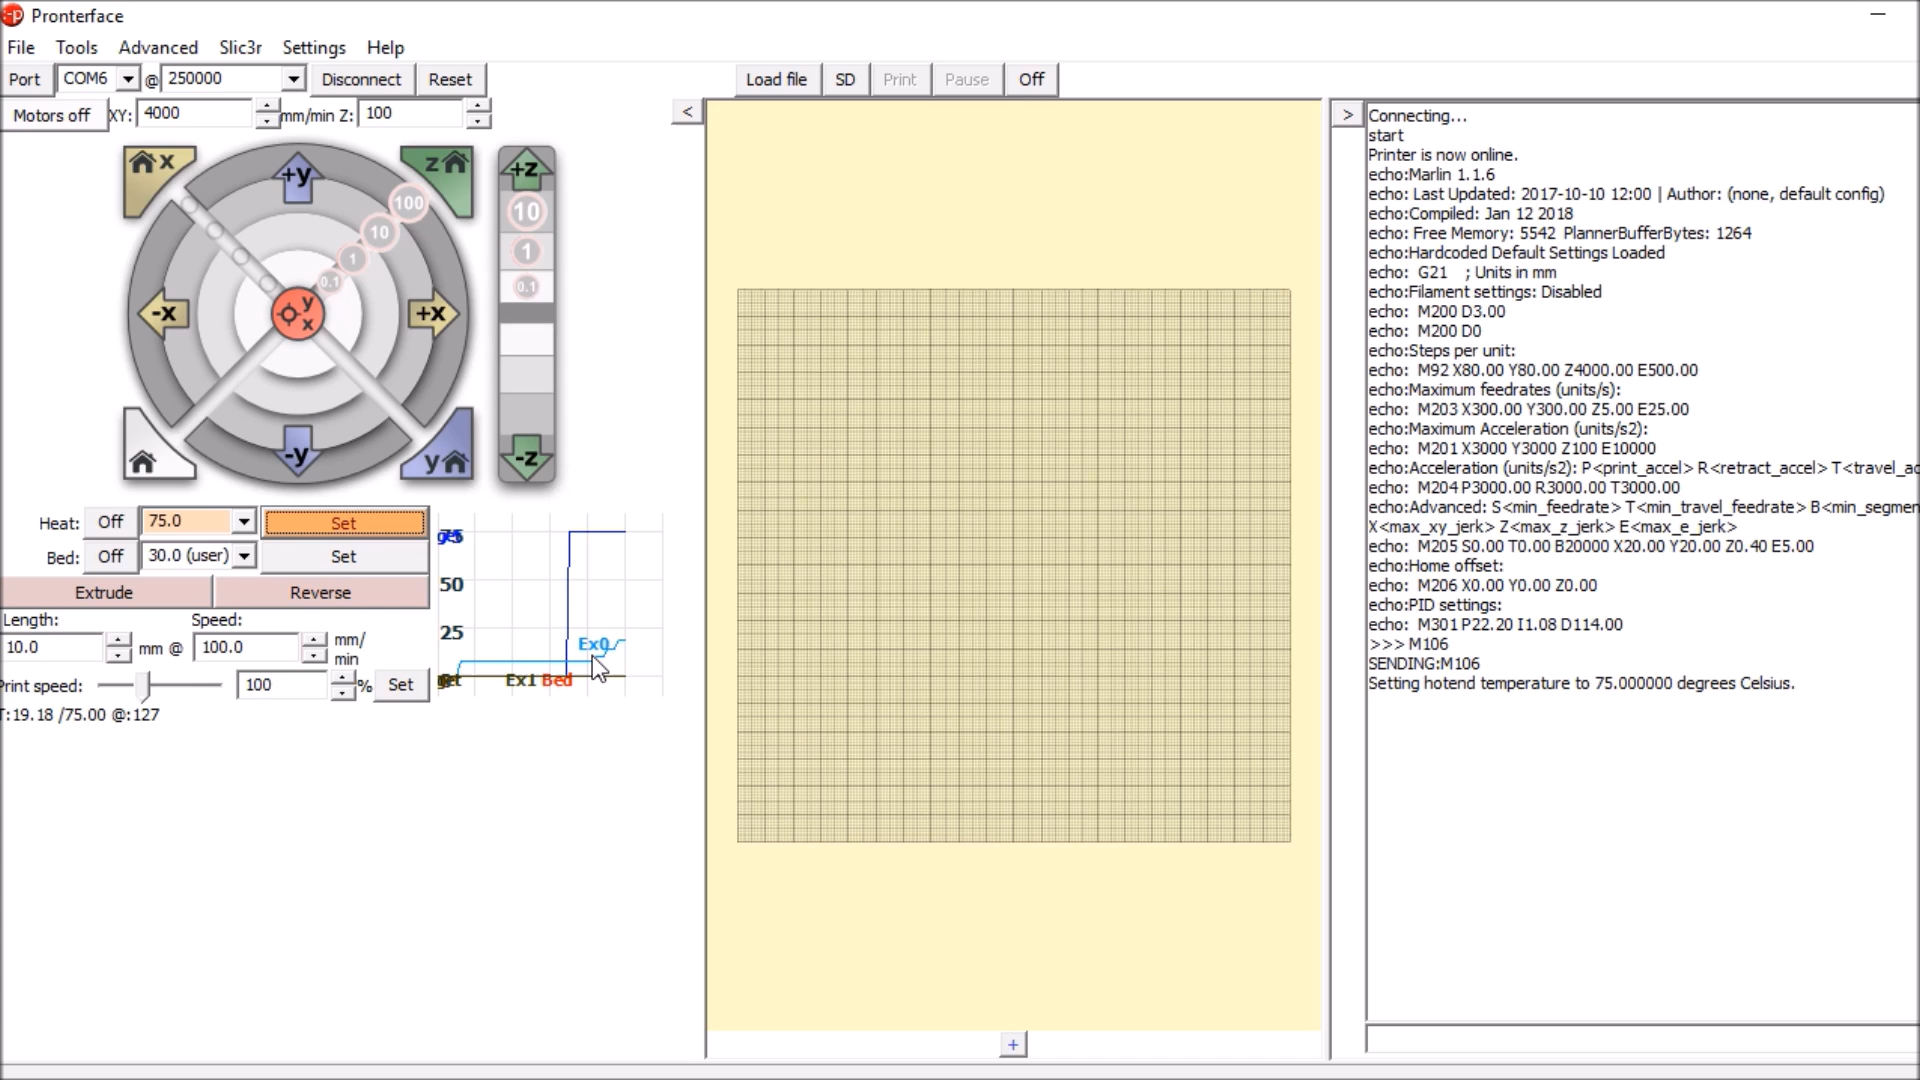 Pronterface
File Tools Advanced Slic3r Settings Help
Port COM6 @ 250000 Disconnect Reset Load file SD Print Pause Off
Motors off XY: 4000 mm/min Z: 100 < >
x z
+y
100
10
1
0.1
-x y x +x
-y
y
+z
10
1
0.1
-z
Heat: Off 75.0 Set
Bed: Off 30.0 (user) Set
Extrude Reverse
Length: Speed:
10.0 mm @ 100.0 mm/
min
Print speed: 100 % Set
T:19.18 /75.00 @:127
50
25
Ex0
Ex1 Bed
+
Connecting...
start
Printer is now online.
echo:Marlin 1.1.6
echo: Last Updated: 2017-10-10 12:00 | Author: (none, default config)
echo:Compiled: Jan 12 2018
echo: Free Memory: 5542 PlannerBufferBytes: 1264
echo:Hardcoded Default Settings Loaded
echo: G21 ; Units in mm
echo:Filament settings: Disabled
echo: M200 D3.00
echo: M200 D0
echo:Steps per unit:
echo: M92 X80.00 Y80.00 Z4000.00 E500.00
echo:Maximum feedrates (units/s):
echo: M203 X300.00 Y300.00 Z5.00 E25.00
echo:Maximum Acceleration (units/s2):
echo: M201 X3000 Y3000 Z100 E10000
echo:Acceleration (units/s2): P<print_accel> R<retract_accel> T<travel_ac
echo: M204 P3000.00 R3000.00 T3000.00
echo:Advanced: S<min_feedrate> T<min_travel_feedrate> B<min_segmen
X<max_xy_jerk> Z<max_z_jerk> E<max_e_jerk>
echo: M205 S0.00 T0.00 B20000 X20.00 Y20.00 Z0.40 E5.00
echo:Home offset:
echo: M206 X0.00 Y0.00 Z0.00
echo:PID settings:
echo: M301 P22.20 I1.08 D114.00
>>> M106
SENDING:M106
Setting hotend temperature to 75.000000 degrees Celsius.